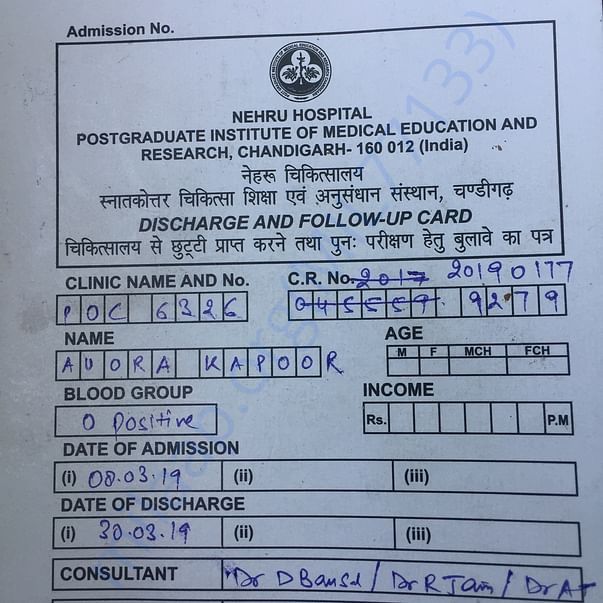 Admission No.
NEHRU HOSPITAL
POSTGRADUATE INSTITUTE OF MEDICAL EDUCATION AND
RESEARCH, CHANDIGARH- 160 012 (India)
नेहरू चिकित्सालय
स्नातकोत्तर चिकित्सा शिक्षा एवं अनुसंधान संस्थान, चण्डीगढ़
DISCHARGE AND FOLLOW-UP CARD
चिकित्सालय से छुट्टी प्राप्त करने तथा पुनः परीक्षण हेतु बुलावे का पत्र
CLINIC NAME AND No. C.R. No. 2017 20190177
POC 6326 9279
NAME AGE
AVORA KAPOOR M F MCH FCH
BLOOD GROUP INCOME
O Positive Rs. P.M
DATE OF ADMISSION
(i) 08.03.19 (ii) (iii)
DATE OF DISCHARGE
(i) 30.03.19 (ii) (iii)
CONSULTANT Dr D Bansal / Dr R Jain / Dr A